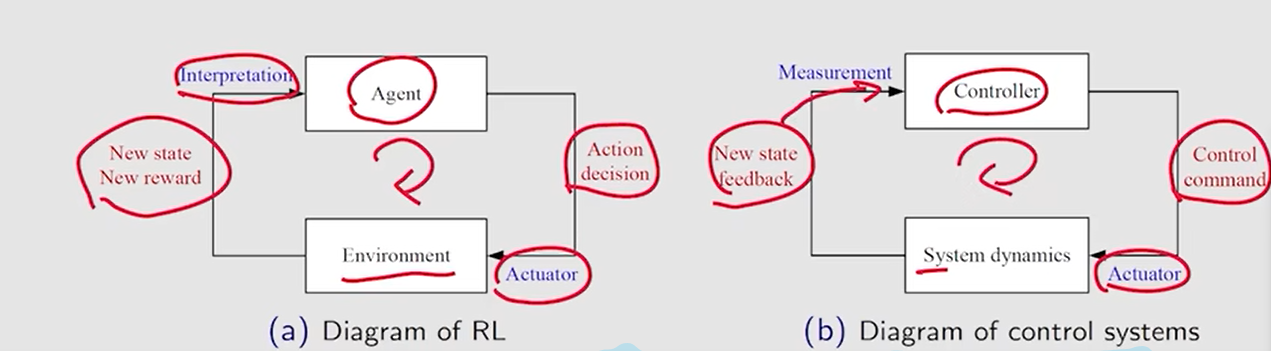 Interpretation
Agent
New state
New reward
Action
decision
Environment
Actuator
(a) Diagram of RL
Measurement
Controller
New state
feedback
Control
command
System dynamics
Actuator
(b) Diagram of control systems